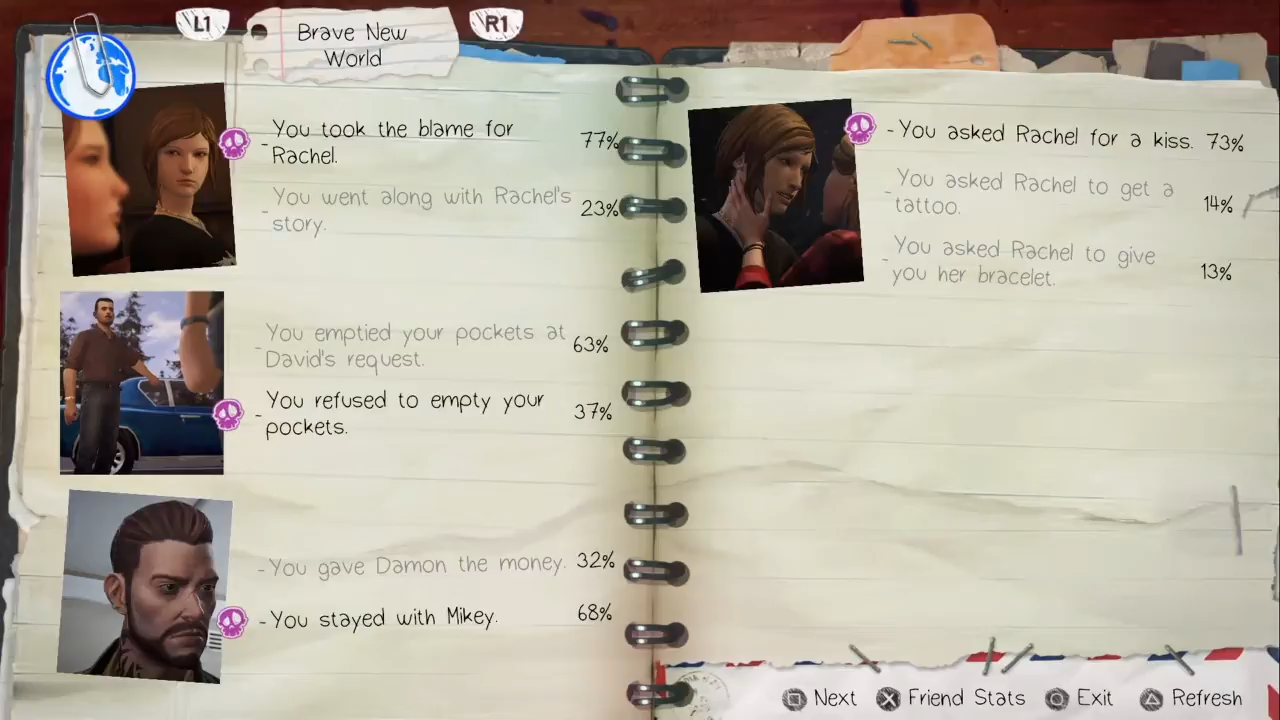 L1
Brave New
World
R1
You took the blame for
- Rachel.
77%
You went along with Rachel's
- story.
23%
You emptied your pockets at
- David's request.
63%
- You refused to empty your
pockets.
37%
- You gave Damon the money. 32%
- You stayed with Mikey. 68%
- You asked Rachel for a kiss. 73%
You asked Rachel to get a
- tattoo.
14%
You asked Rachel to give
- you her bracelet.
13%
Next Friend Stats Exit Refresh